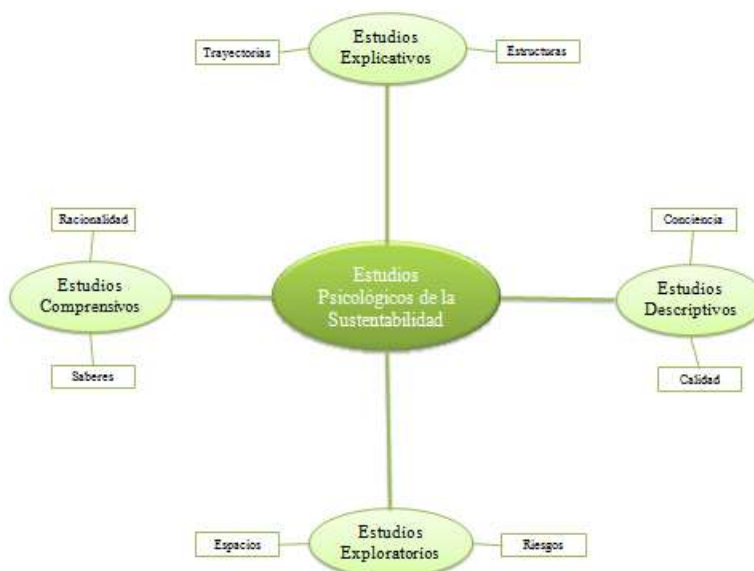 Estudios
Explicativos
Trayectorias
Estructuras
Racionalidad
Estudios
Comprensivos
Saberes
Estudios
Psicológicos de la
Sustentabilidad
Conciencia
Estudios
Descriptivos
Calidad
Espacios
Estudios
Exploratorios
Riesgos